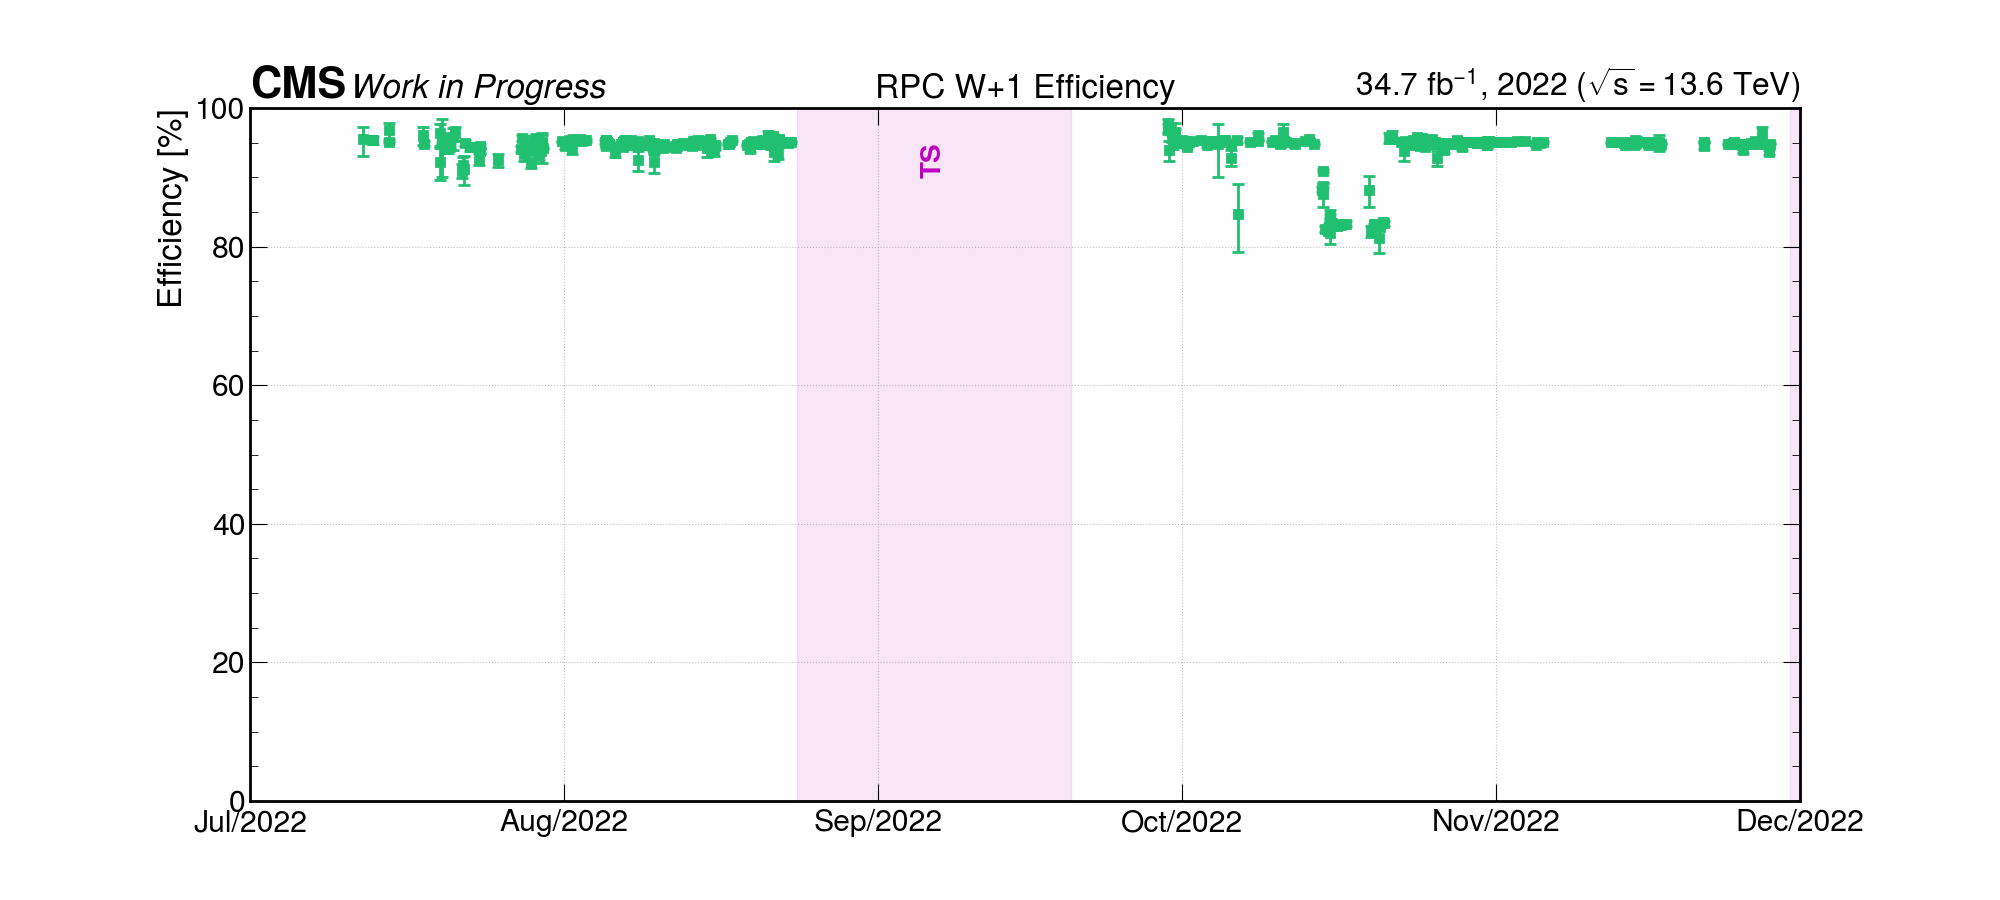 CMS Work in Progress RPC W+1 Efficiency 34.7 fb⁻¹, 2022 (√s = 13.6 TeV)
Efficiency [%]
100
80
60
40
20
0
TS
Jul/2022 Aug/2022 Sep/2022 Oct/2022 Nov/2022 Dec/2022